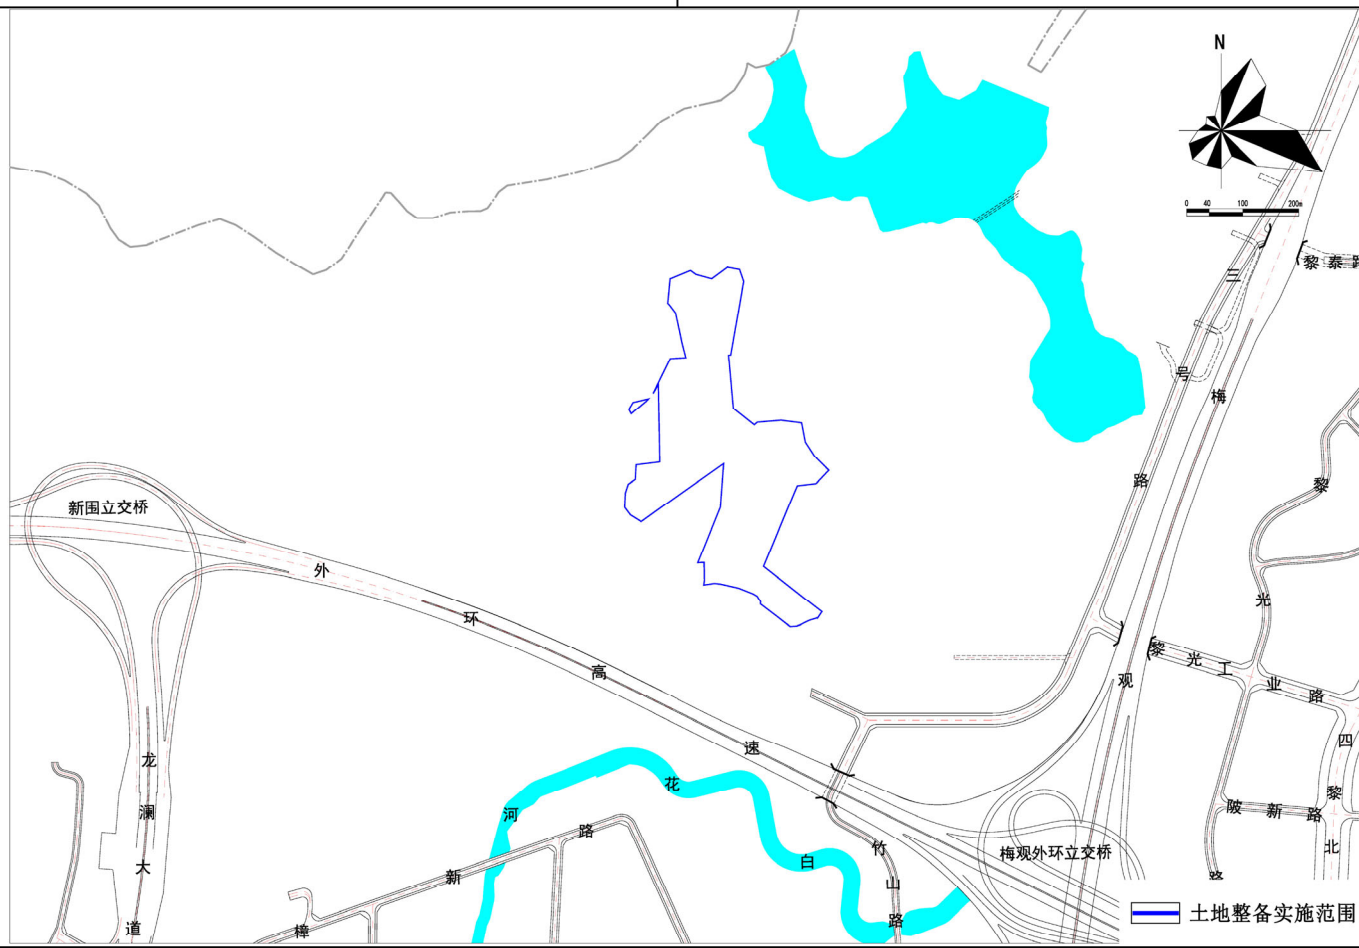 N
0 40 100 200m
黎泰路
三号路
梅观
新围立交桥
外环高速
黎光
黎光工业路
四黎北
陂新路
路
龙澜大道
白花河
樟新路
竹山路
梅观外环立交桥
土地整备实施范围